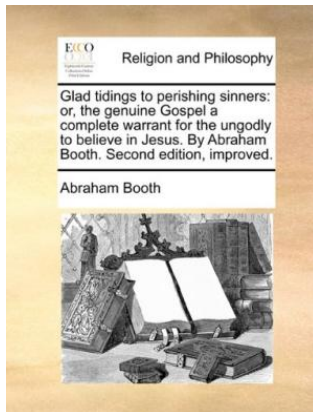 ECCO
Religion and Philosophy
Glad tidings to perishing sinners:
or, the genuine Gospel a
complete warrant for the ungodly
to believe in Jesus. By Abraham
Booth. Second edition, improved.
Abraham Booth